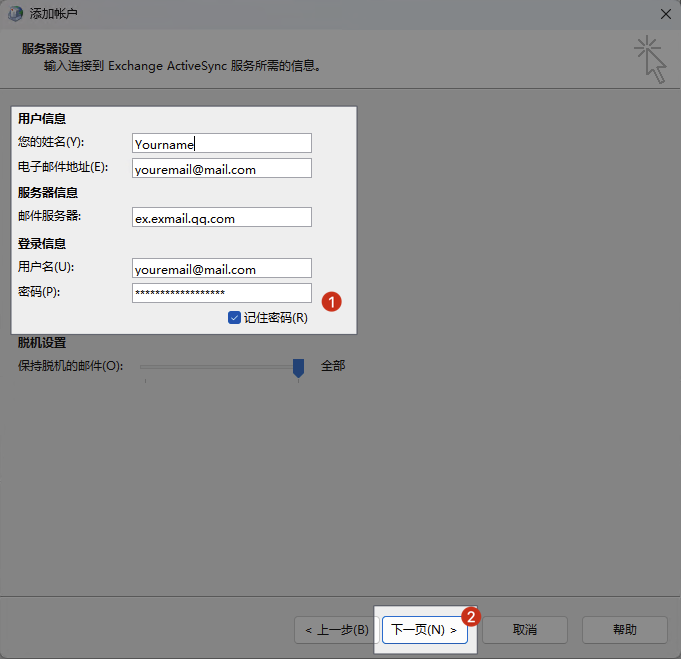 添加帐户
服务器设置
输入连接到 Exchange ActiveSync 服务所需的信息。
用户信息
您的姓名(Y): Yourname
电子邮件地址(E): youremail@mail.com
服务器信息
邮件服务器: ex.exmail.qq.com
登录信息
用户名(U): youremail@mail.com
密码(P): ******************
1
记住密码(R)
脱机设置
保持脱机的邮件(O): 全部
2
< 上一步(B) 下一页(N) > 取消 帮助